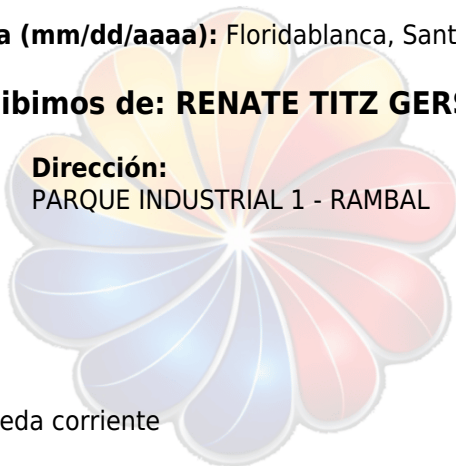 a (mm/dd/aaaa): Floridablanca, Sant
ibimos de: RENATE TITZ GERS
Dirección:
PARQUE INDUSTRIAL 1 - RAMBAL
eda corriente